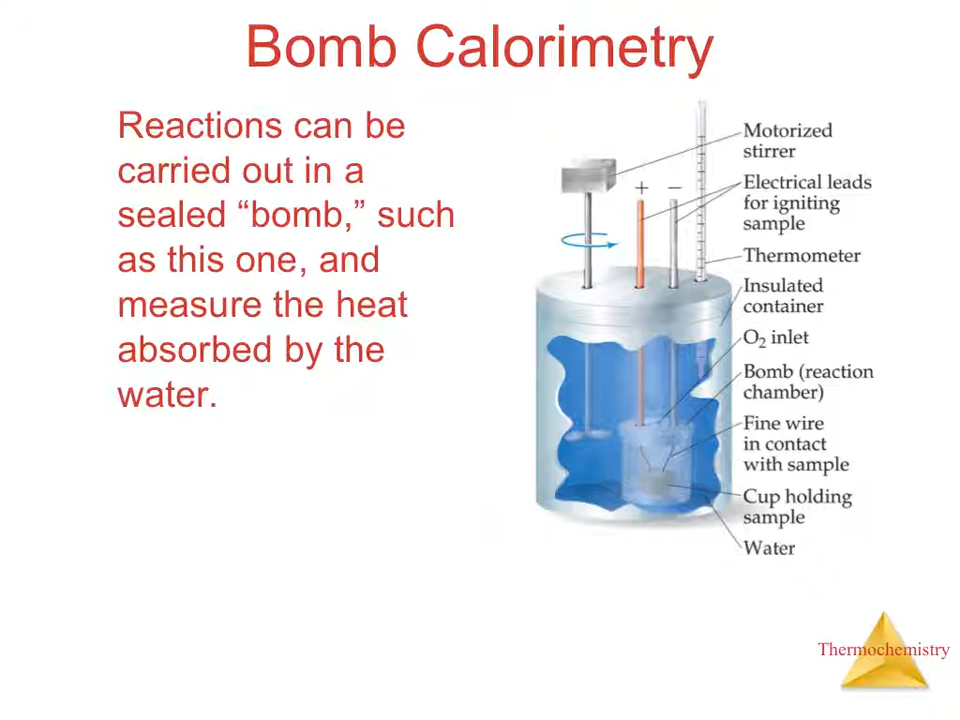 Bomb Calorimetry
Reactions can be
carried out in a
sealed “bomb,” such
as this one, and
measure the heat
absorbed by the
water.
Motorized
stirrer
+ −
Electrical leads
for igniting
sample
Thermometer
Insulated
container
O₂ inlet
Bomb (reaction
chamber)
Fine wire
in contact
with sample
Cup holding
sample
Water
Thermochemistry